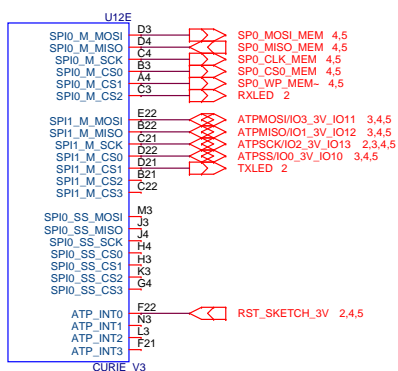 U12E
SPI0_M_MOSI D3 SP0_MOSI_MEM 4,5
SPI0_M_MISO D4 SP0_MISO_MEM 4,5
SPI0_M_SCK C4 SP0_CLK_MEM 4,5
SPI0_M_CS0 B3 SP0_CS0_MEM 4,5
SPI0_M_CS1 A4 SP0_WP_MEM~ 4,5
SPI0_M_CS2 C3 RXLED 2
SPI1_M_MOSI E22 ATPMOSI/IO3_3V_IO11 3,4,5
SPI1_M_MISO B22 ATPMISO/IO1_3V_IO12 3,4,5
SPI1_M_SCK C21 ATPSCK/IO2_3V_IO13 2,3,4,5
SPI1_M_CS0 D22 ATPSS/IO0_3V_IO10 3,4,5
SPI1_M_CS1 D21 TXLED 2
SPI1_M_CS2 B21
SPI1_M_CS3 C22
SPI0_SS_MOSI M3
SPI0_SS_MISO J3
SPI0_SS_SCK J4
SPI0_SS_CS0 H4
SPI0_SS_CS1 H3
SPI0_SS_CS2 K3
SPI0_SS_CS3 G4
ATP_INT0 F22 RST_SKETCH_3V 2,4,5
ATP_INT1 N3
ATP_INT2 L3
ATP_INT3 F21
CURIE V3